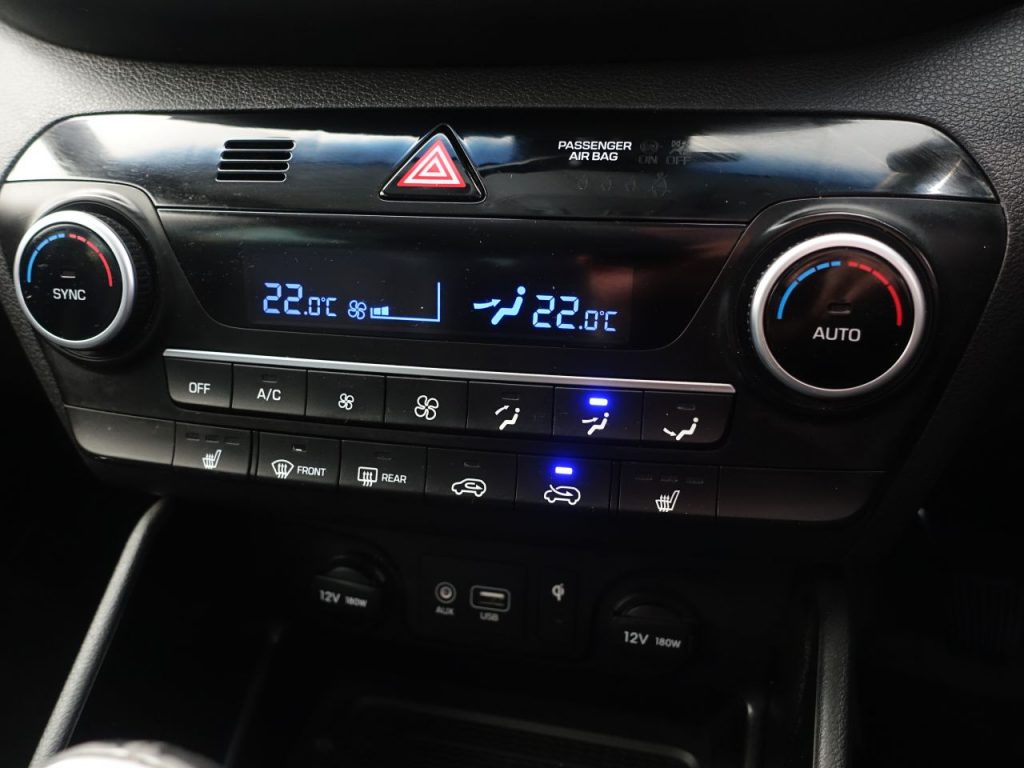 PASSENGER
AIR BAG
ON OFF
SYNC
22.0°C
22.0°C
AUTO
OFF
A/C
FRONT
REAR
12V 180W
AUX
USB
12V 180W